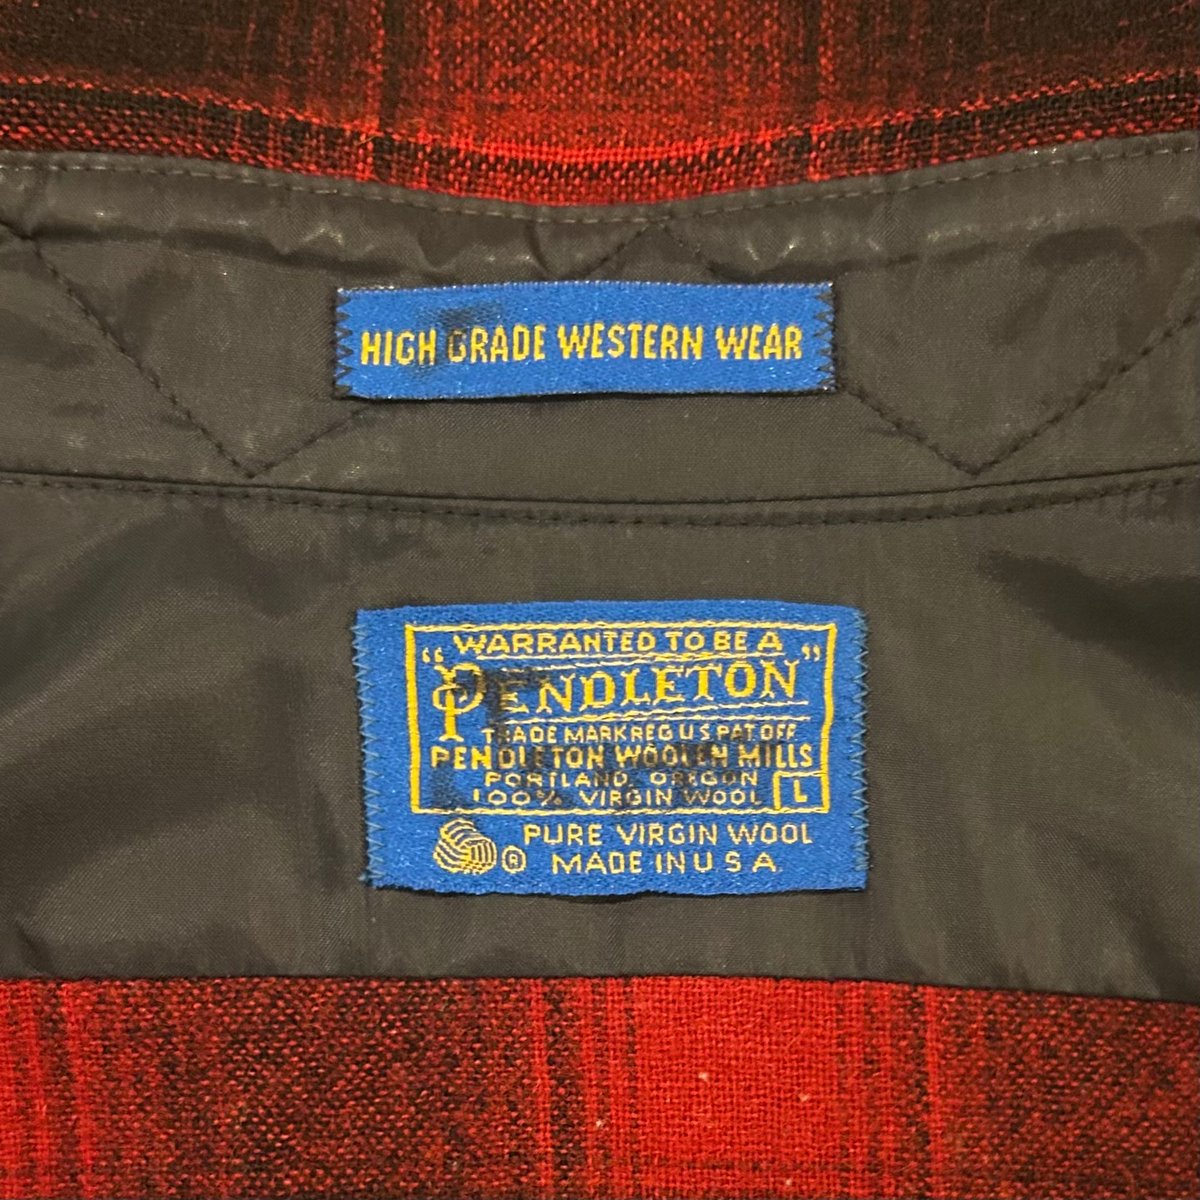 HIGH GRADE WESTERN WEAR
WARRANTED TO BE A
"PENDLETON"
TRADE MARK REG U S PAT OFF
PENDLETON WOOLEN MILLS
PORTLAND, OREGON
100% VIRGIN WOOL L
® PURE VIRGIN WOOL
MADE IN U S A.